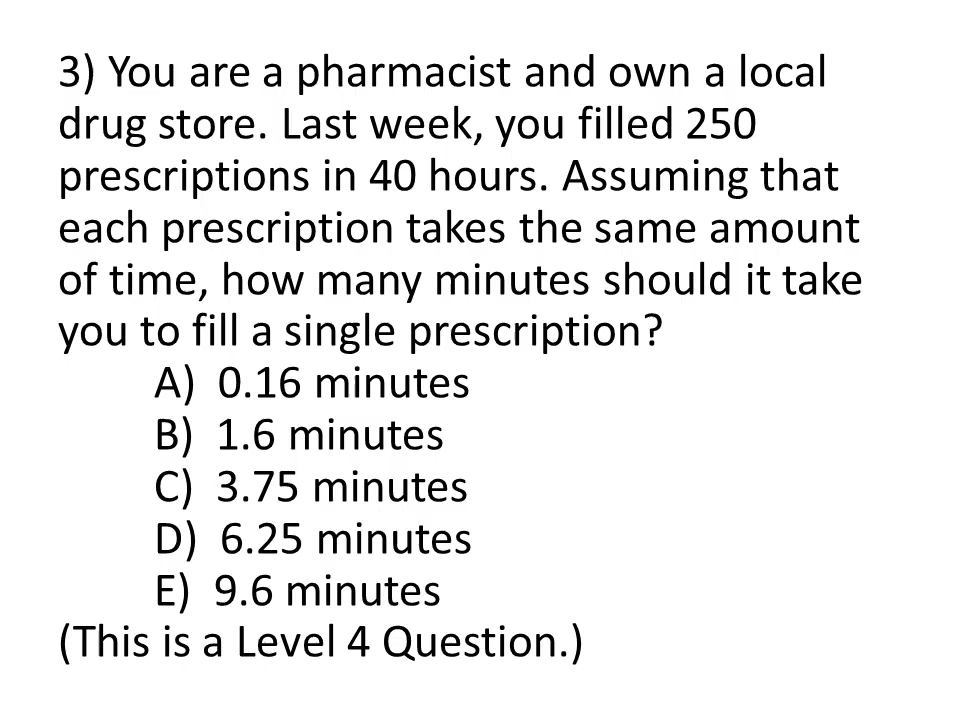 3) You are a pharmacist and own a local
drug store. Last week, you filled 250
prescriptions in 40 hours. Assuming that
each prescription takes the same amount
of time, how many minutes should it take
you to fill a single prescription?
A) 0.16 minutes
B) 1.6 minutes
C) 3.75 minutes
D) 6.25 minutes
E) 9.6 minutes
(This is a Level 4 Question.)